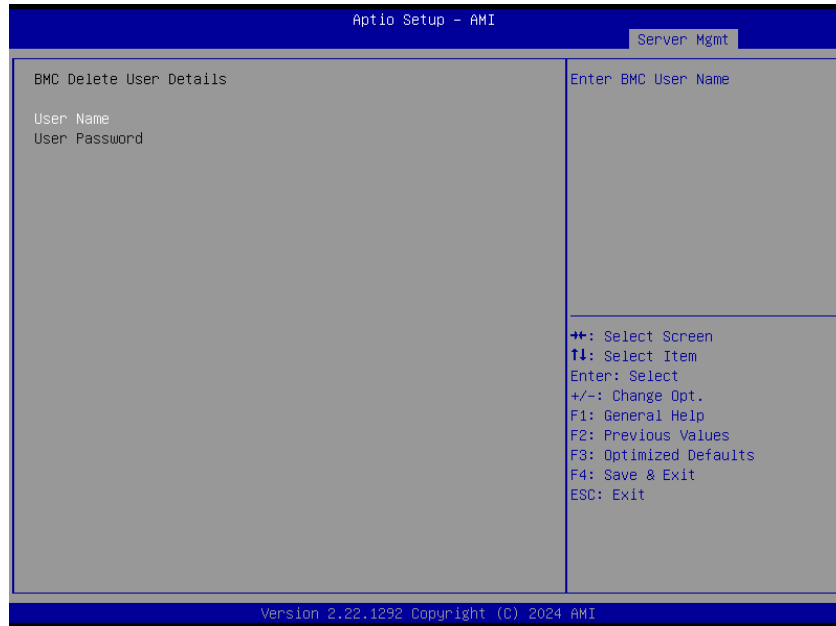 Aptio Setup – AMI
Server Mgmt
BMC Delete User Details
User Name
User Password
Enter BMC User Name
→←: Select Screen
↑↓: Select Item
Enter: Select
+/-: Change Opt.
F1: General Help
F2: Previous Values
F3: Optimized Defaults
F4: Save & Exit
ESC: Exit
Version 2.22.1292 Copyright (C) 2024 AMI